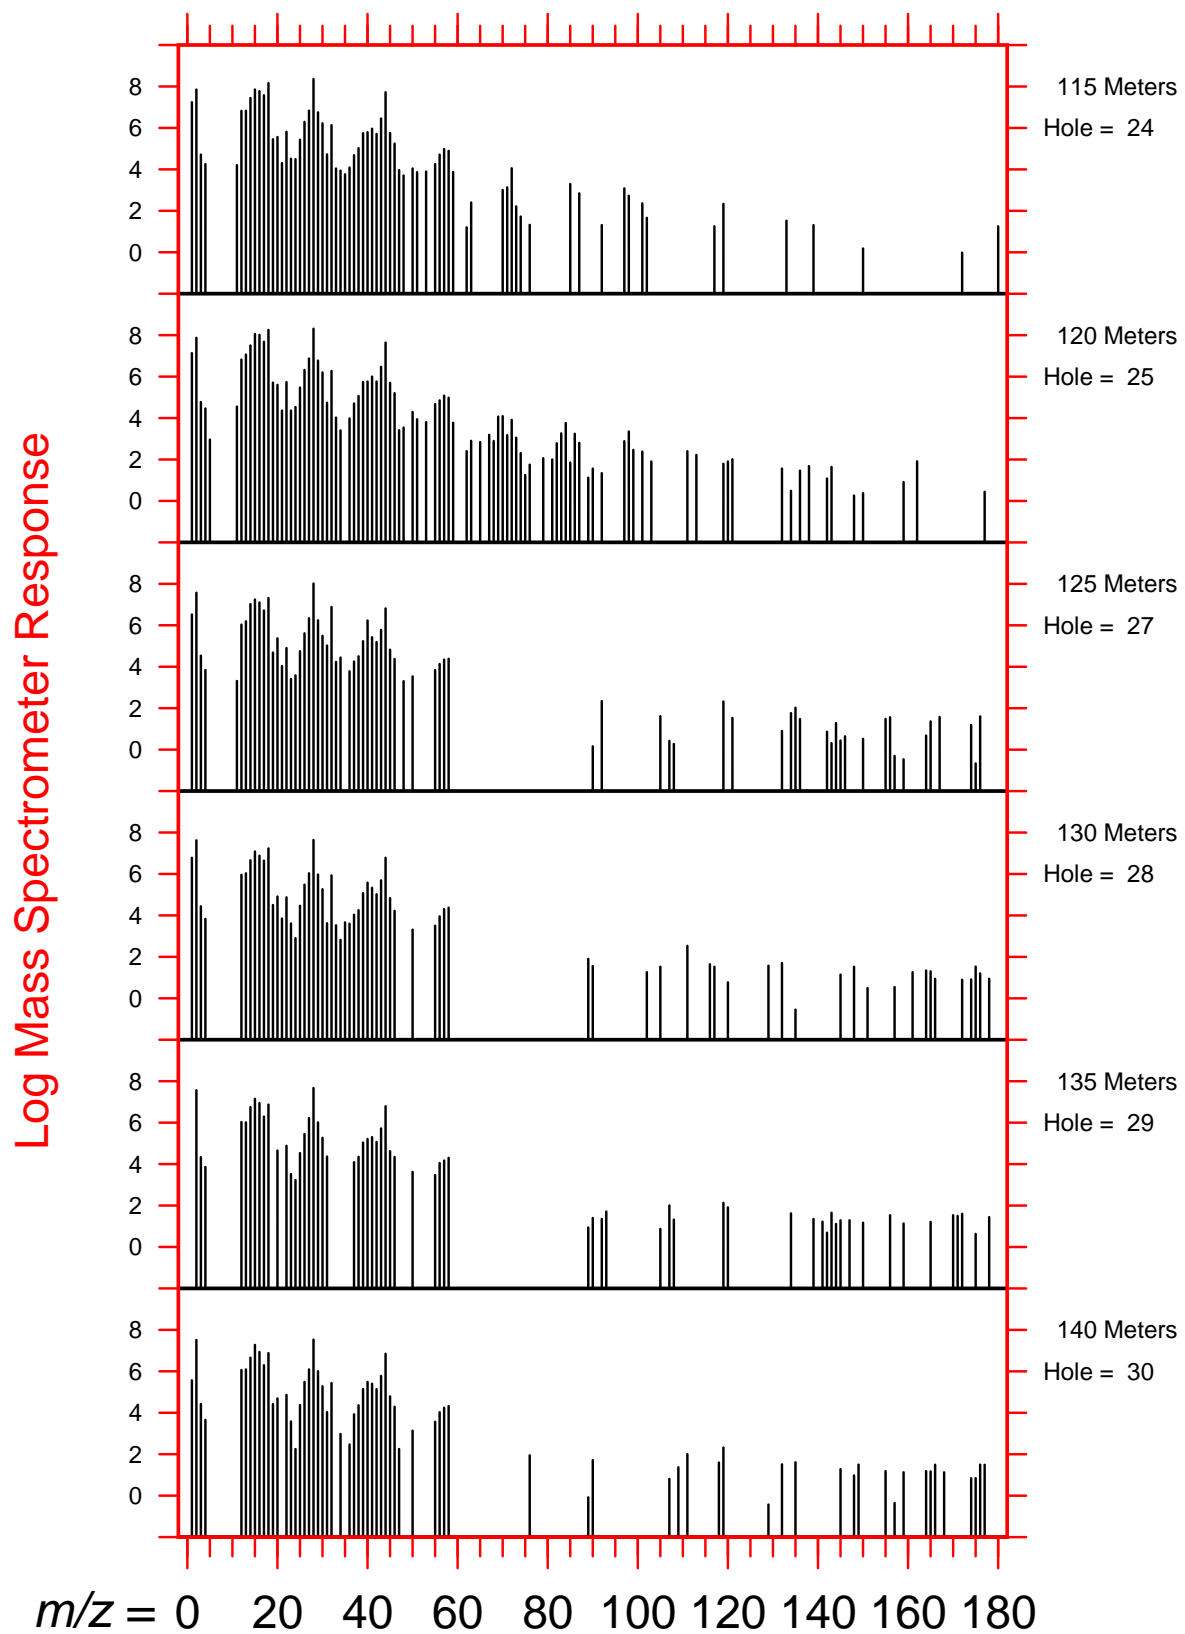 Log Mass Spectrometer Response
8
6
4
2
0
115 Meters
Hole = 24
8
6
4
2
0
120 Meters
Hole = 25
8
6
4
2
0
125 Meters
Hole = 27
8
6
4
2
0
130 Meters
Hole = 28
8
6
4
2
0
135 Meters
Hole = 29
8
6
4
2
0
140 Meters
Hole = 30
m/z = 0 20 40 60 80 100 120 140 160 180